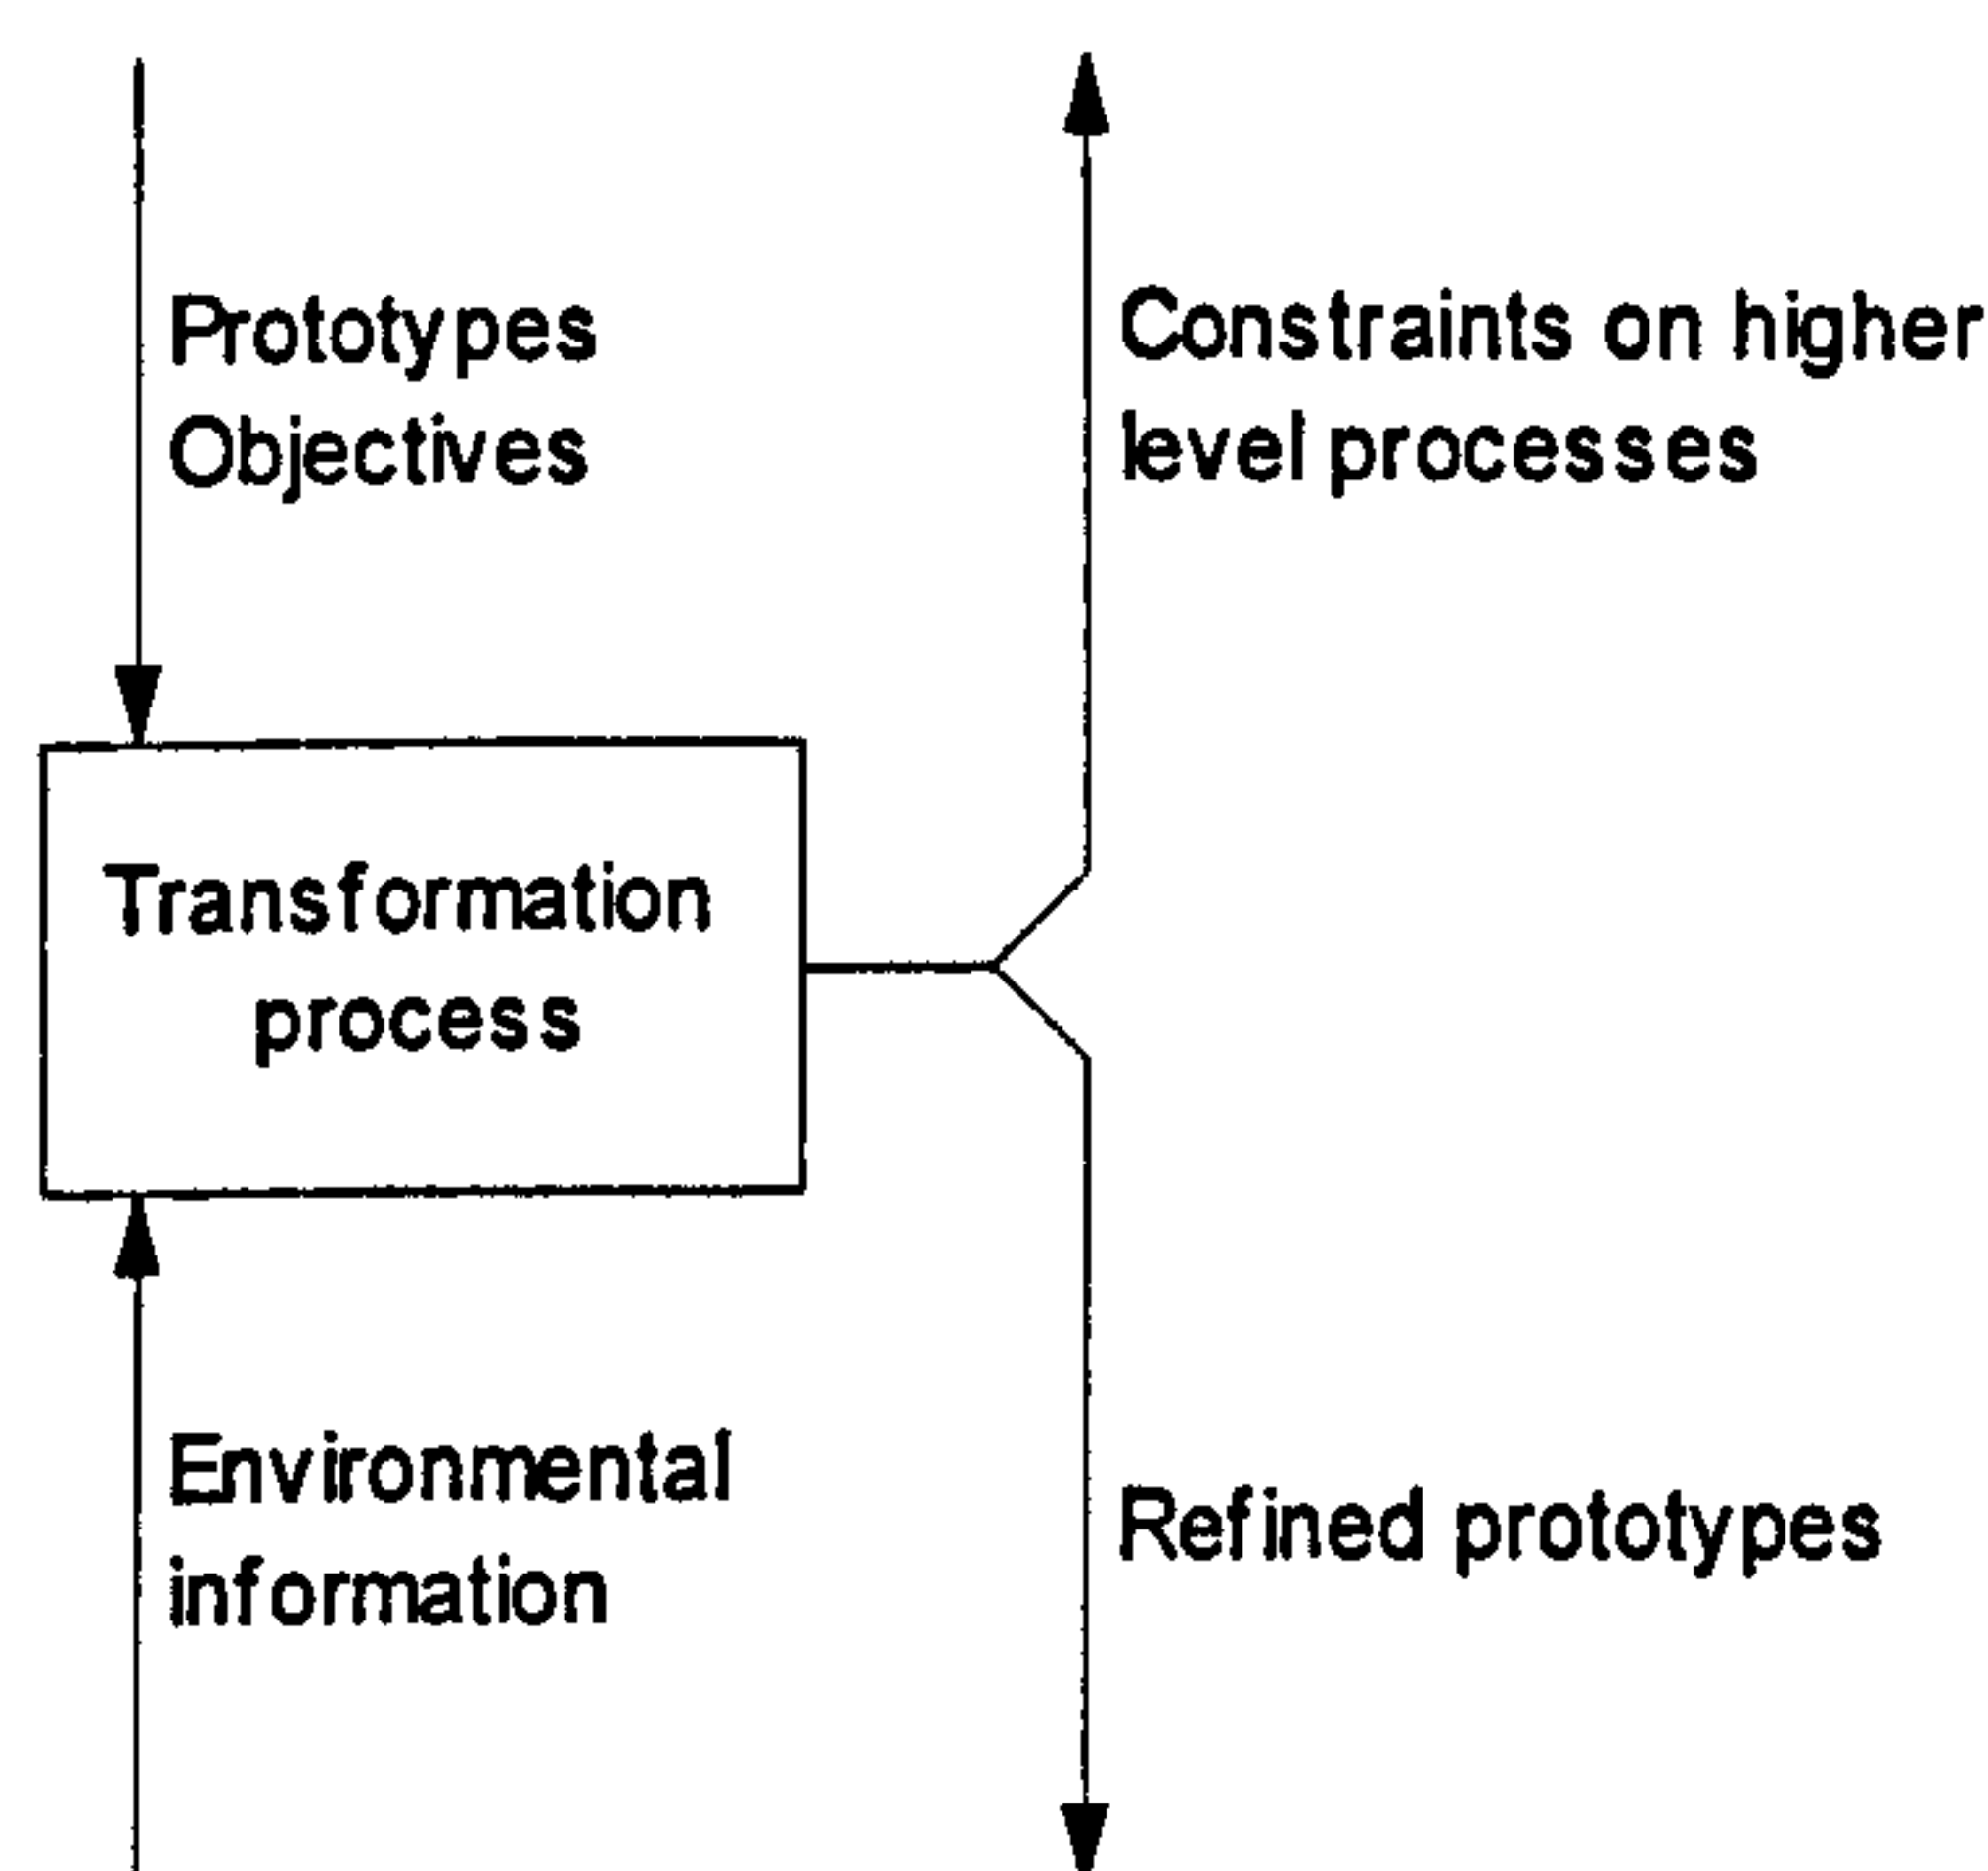 Prototypes
Objectives
Constraints on higher
level processes
Transformation
process
Environmental
information
Refined prototypes